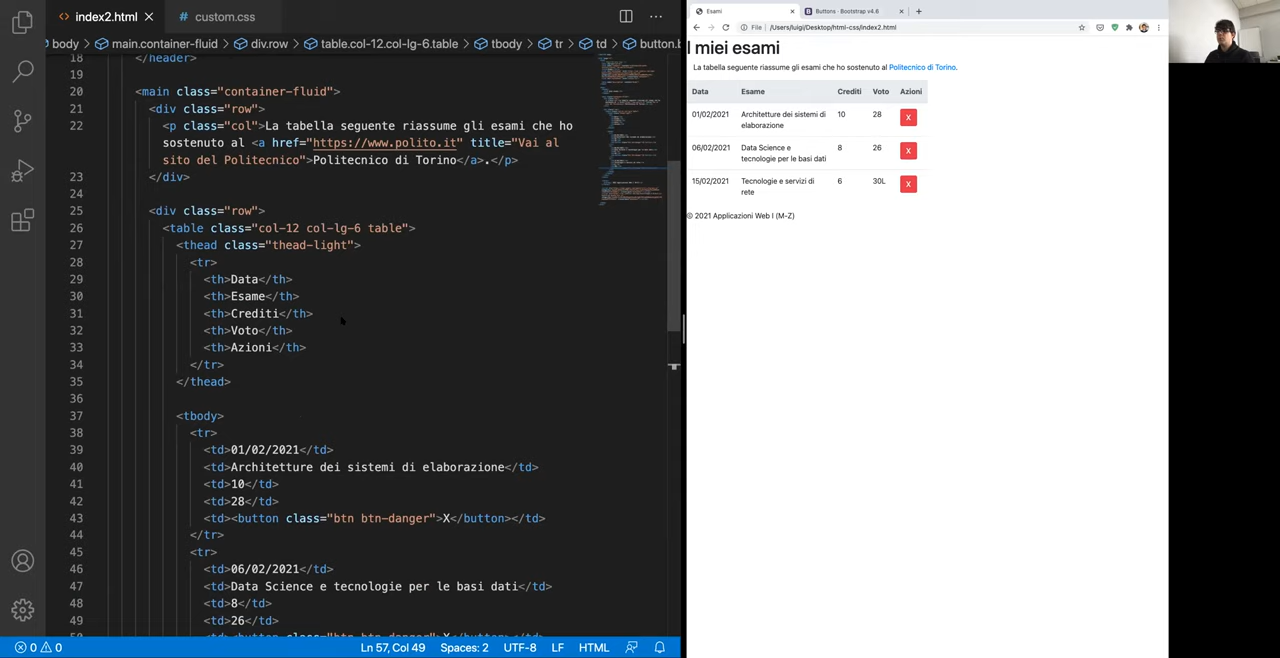 index2.html
custom.css
body > main.container-fluid > div.row > table.col-12.col-lg-6.table > tbody > tr > td > button.b
18 </header>
19
20 <main class="container-fluid">
21 <div class="row">
22 <p class="col">La tabella seguente riassume gli esami che ho
sostenuto al <a href="https://www.polito.it" title="Vai al
sito del Politecnico">Politecnico di Torino</a>.</p>
23 </div>
24
25 <div class="row">
26 <table class="col-12 col-lg-6 table">
27 <thead class="thead-light">
28 <tr>
29 <th>Data</th>
30 <th>Esame</th>
31 <th>Crediti</th>
32 <th>Voto</th>
33 <th>Azioni</th>
34 </tr>
35 </thead>
36
37 <tbody>
38 <tr>
39 <td>01/02/2021</td>
40 <td>Architetture dei sistemi di elaborazione</td>
41 <td>10</td>
42 <td>28</td>
43 <td><button class="btn btn-danger">X</button></td>
44 </tr>
45 <tr>
46 <td>06/02/2021</td>
47 <td>Data Science e tecnologie per le basi dati</td>
48 <td>8</td>
49 <td>26</td>
50 <td><button class="btn btn-danger">X</button></td>
0 0 Ln 57, Col 49 Spaces: 2 UTF-8 LF HTML
Esami
Buttons · Bootstrap v4.6
File | /Users/luigi/Desktop/html-css/index2.html
I miei esami
La tabella seguente riassume gli esami che ho sostenuto al Politecnico di Torino.
Data Esame Crediti Voto Azioni
01/02/2021 Architetture dei sistemi di 10 28 X
elaborazione
06/02/2021 Data Science e 8 26 X
tecnologie per le basi dati
15/02/2021 Tecnologie e servizi di 6 30L X
rete
© 2021 Applicazioni Web I (M-Z)